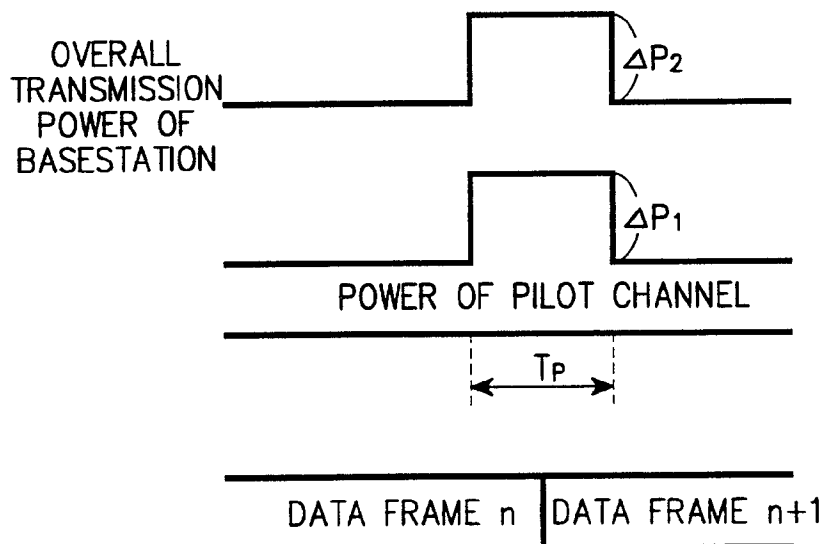 OVERALL
TRANSMISSION
POWER OF
BASESTATION
ΔP2
ΔP1
POWER OF PILOT CHANNEL
TP
DATA FRAME n
DATA FRAME n+1